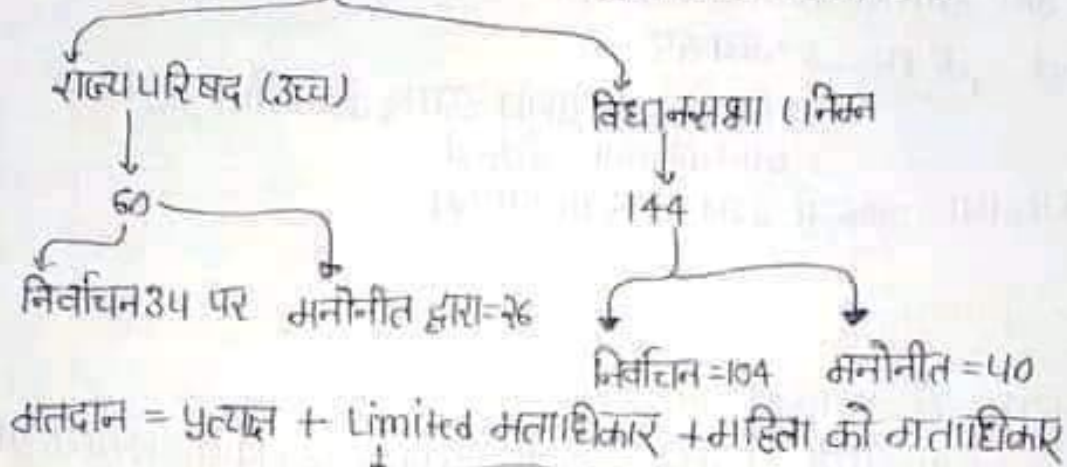 राज्य परिषद (उच्च)
विधानसभा (निम्न
60
144
निर्वाचन 34 पर
मनोनीत द्वारा=26
निर्वाचन =104
मनोनीत =40
मतदान = प्रत्यक्ष + Limited मताधिकार + महिला को मताधिकार